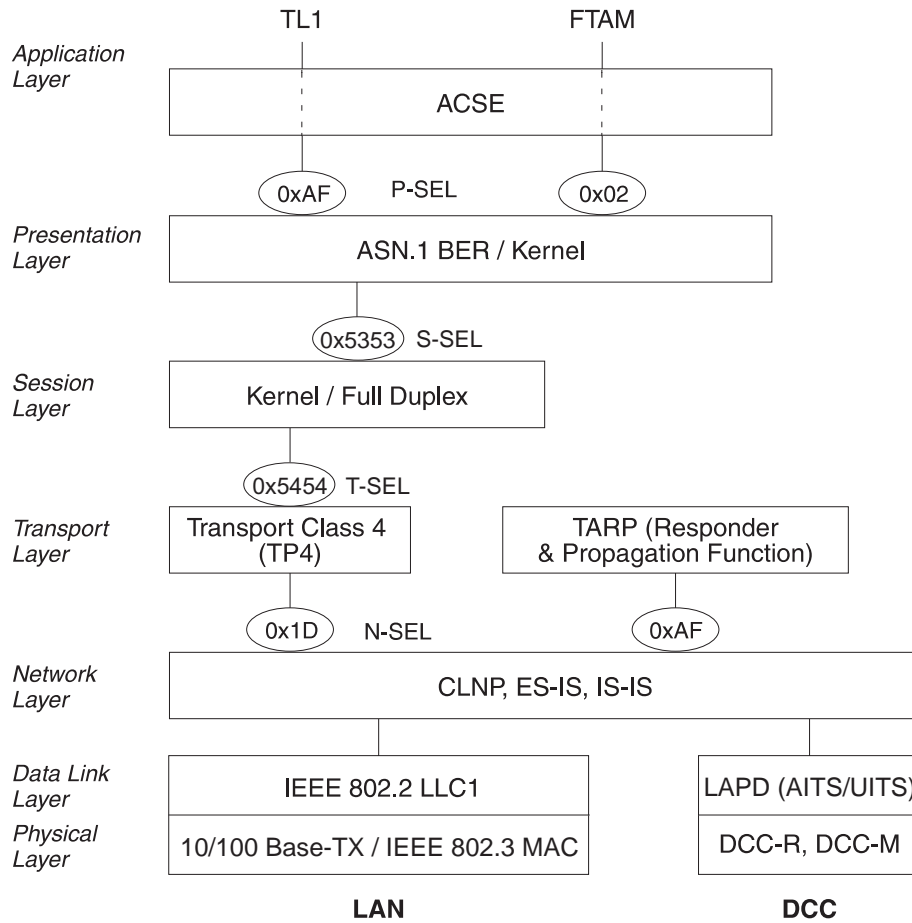 TL1 FTAM
Application
Layer
ACSE
0xAF P-SEL 0x02
Presentation
Layer
ASN.1 BER / Kernel
0x5353 S-SEL
Session
Layer
Kernel / Full Duplex
0x5454 T-SEL
Transport
Layer
Transport Class 4
(TP4)
TARP (Responder
& Propagation Function)
0x1D N-SEL 0xAF
Network
Layer
CLNP, ES-IS, IS-IS
Data Link
Layer
IEEE 802.2 LLC1
LAPD (AITS/UITS)
Physical
Layer
10/100 Base-TX / IEEE 802.3 MAC
DCC-R, DCC-M
LAN DCC